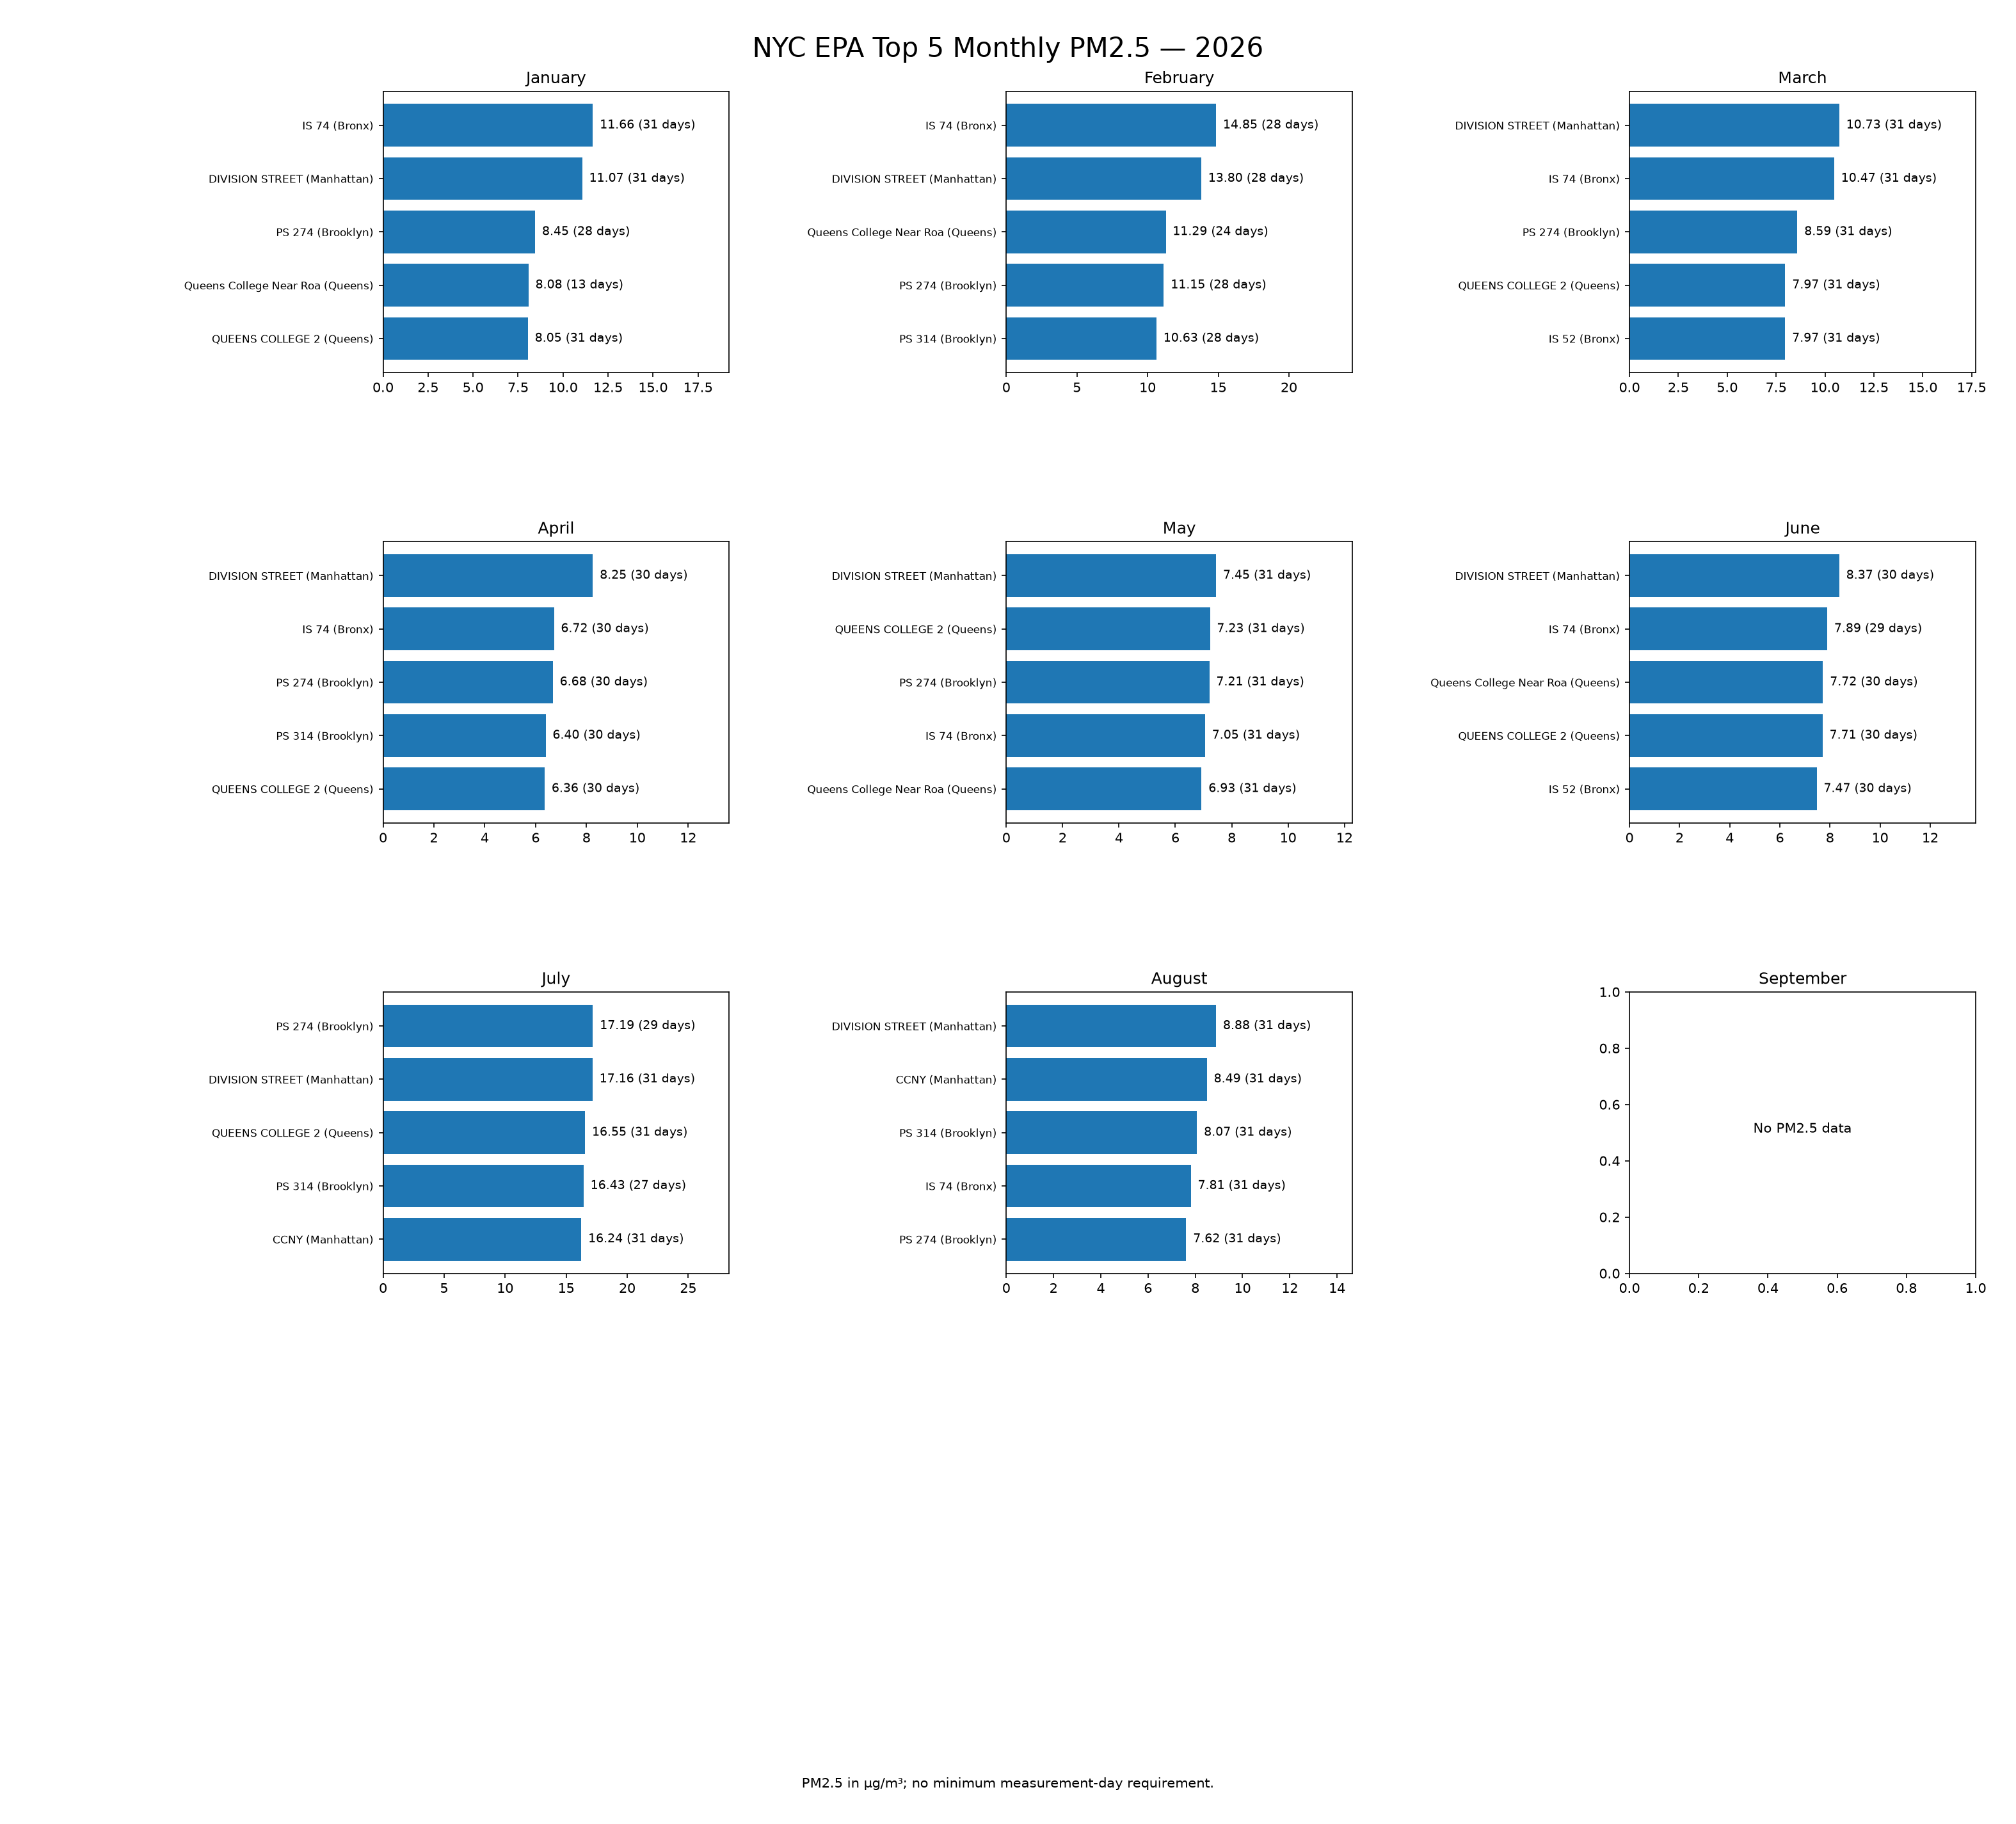 NYC EPA Top 5 Monthly PM2.5 — 2026
January
IS 74 (Bronx) 11.66 (31 days)
DIVISION STREET (Manhattan) 11.07 (31 days)
PS 274 (Brooklyn) 8.45 (28 days)
Queens College Near Roa (Queens) 8.08 (13 days)
QUEENS COLLEGE 2 (Queens) 8.05 (31 days)
0.0 2.5 5.0 7.5 10.0 12.5 15.0 17.5
February
IS 74 (Bronx) 14.85 (28 days)
DIVISION STREET (Manhattan) 13.80 (28 days)
Queens College Near Roa (Queens) 11.29 (24 days)
PS 274 (Brooklyn) 11.15 (28 days)
PS 314 (Brooklyn) 10.63 (28 days)
0 5 10 15 20
March
DIVISION STREET (Manhattan) 10.73 (31 days)
IS 74 (Bronx) 10.47 (31 days)
PS 274 (Brooklyn) 8.59 (31 days)
QUEENS COLLEGE 2 (Queens) 7.97 (31 days)
IS 52 (Bronx) 7.97 (31 days)
0.0 2.5 5.0 7.5 10.0 12.5 15.0 17.5
April
DIVISION STREET (Manhattan) 8.25 (30 days)
IS 74 (Bronx) 6.72 (30 days)
PS 274 (Brooklyn) 6.68 (30 days)
PS 314 (Brooklyn) 6.40 (30 days)
QUEENS COLLEGE 2 (Queens) 6.36 (30 days)
0 2 4 6 8 10 12
May
DIVISION STREET (Manhattan) 7.45 (31 days)
QUEENS COLLEGE 2 (Queens) 7.23 (31 days)
PS 274 (Brooklyn) 7.21 (31 days)
IS 74 (Bronx) 7.05 (31 days)
Queens College Near Roa (Queens) 6.93 (31 days)
0 2 4 6 8 10 12
June
DIVISION STREET (Manhattan) 8.37 (30 days)
IS 74 (Bronx) 7.89 (29 days)
Queens College Near Roa (Queens) 7.72 (30 days)
QUEENS COLLEGE 2 (Queens) 7.71 (30 days)
IS 52 (Bronx) 7.47 (30 days)
0 2 4 6 8 10 12
July
PS 274 (Brooklyn) 17.19 (29 days)
DIVISION STREET (Manhattan) 17.16 (31 days)
QUEENS COLLEGE 2 (Queens) 16.55 (31 days)
PS 314 (Brooklyn) 16.43 (27 days)
CCNY (Manhattan) 16.24 (31 days)
0 5 10 15 20 25
August
DIVISION STREET (Manhattan) 8.88 (31 days)
CCNY (Manhattan) 8.49 (31 days)
PS 314 (Brooklyn) 8.07 (31 days)
IS 74 (Bronx) 7.81 (31 days)
PS 274 (Brooklyn) 7.62 (31 days)
0 2 4 6 8 10 12 14
September
1.0
0.8
0.6
No PM2.5 data
0.4
0.2
0.0
0.0 0.2 0.4 0.6 0.8 1.0
PM2.5 in µg/m³; no minimum measurement-day requirement.